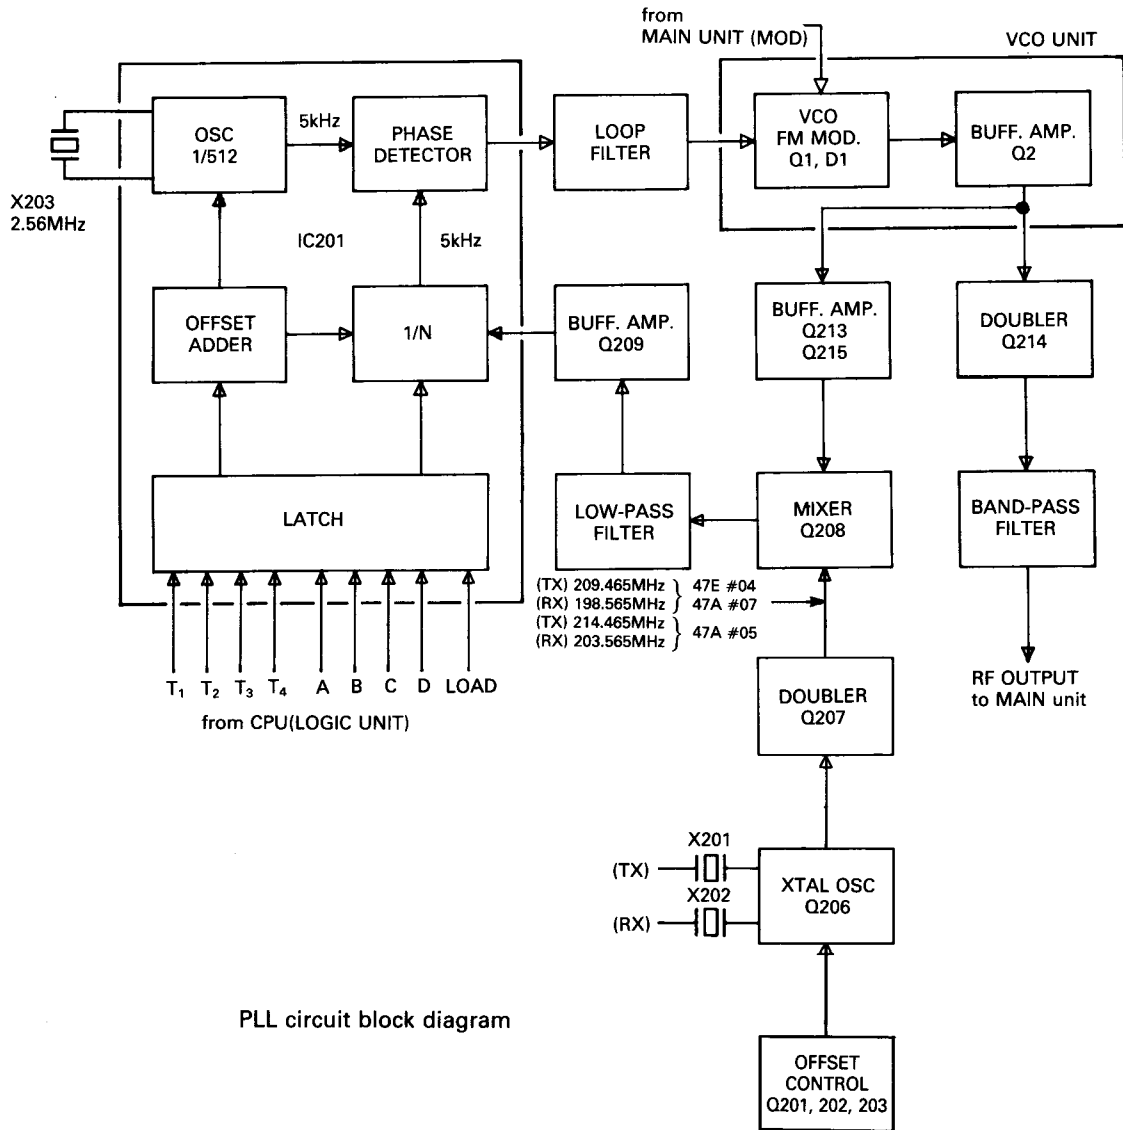 from
MAIN UNIT (MOD)
VCO UNIT
OSC
1/512
5kHz
PHASE
DETECTOR
LOOP
FILTER
VCO
FM MOD.
Q1, D1
BUFF. AMP.
Q2
X203
2.56MHz
IC201
5kHz
OFFSET
ADDER
1/N
BUFF. AMP.
Q209
BUFF. AMP.
Q213
Q215
DOUBLER
Q214
LATCH
LOW-PASS
FILTER
MIXER
Q208
BAND-PASS
FILTER
(TX) 209.465MHz } 47E #04
(RX) 198.565MHz } 47A #07
(TX) 214.465MHz } 47A #05
(RX) 203.565MHz
T1 T2 T3 T4 A B C D LOAD
from CPU(LOGIC UNIT)
DOUBLER
Q207
RF OUTPUT
to MAIN unit
X201
(TX)
X202
(RX)
XTAL OSC
Q206
PLL circuit block diagram
OFFSET
CONTROL
Q201, 202, 203